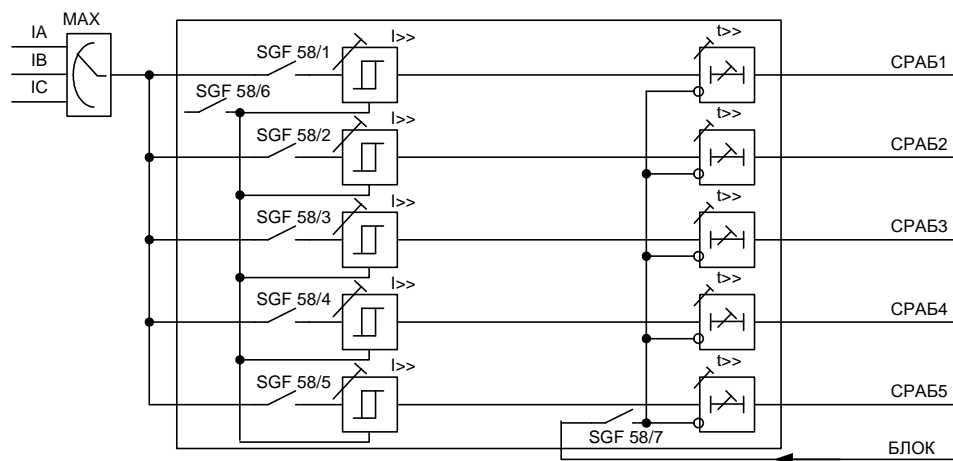 MAX
IA
IB
IC
SGF 58/1
I>>
t>>
СРАБ1
SGF 58/6
SGF 58/2
I>>
t>>
СРАБ2
SGF 58/3
I>>
t>>
СРАБ3
SGF 58/4
I>>
t>>
СРАБ4
SGF 58/5
I>>
t>>
СРАБ5
SGF 58/7
БЛОК